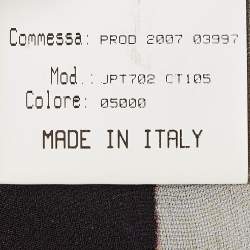 Commessa: PROD 2007 03997
Mod.: JPT702 CT105
Colore: 05000
MADE IN ITALY